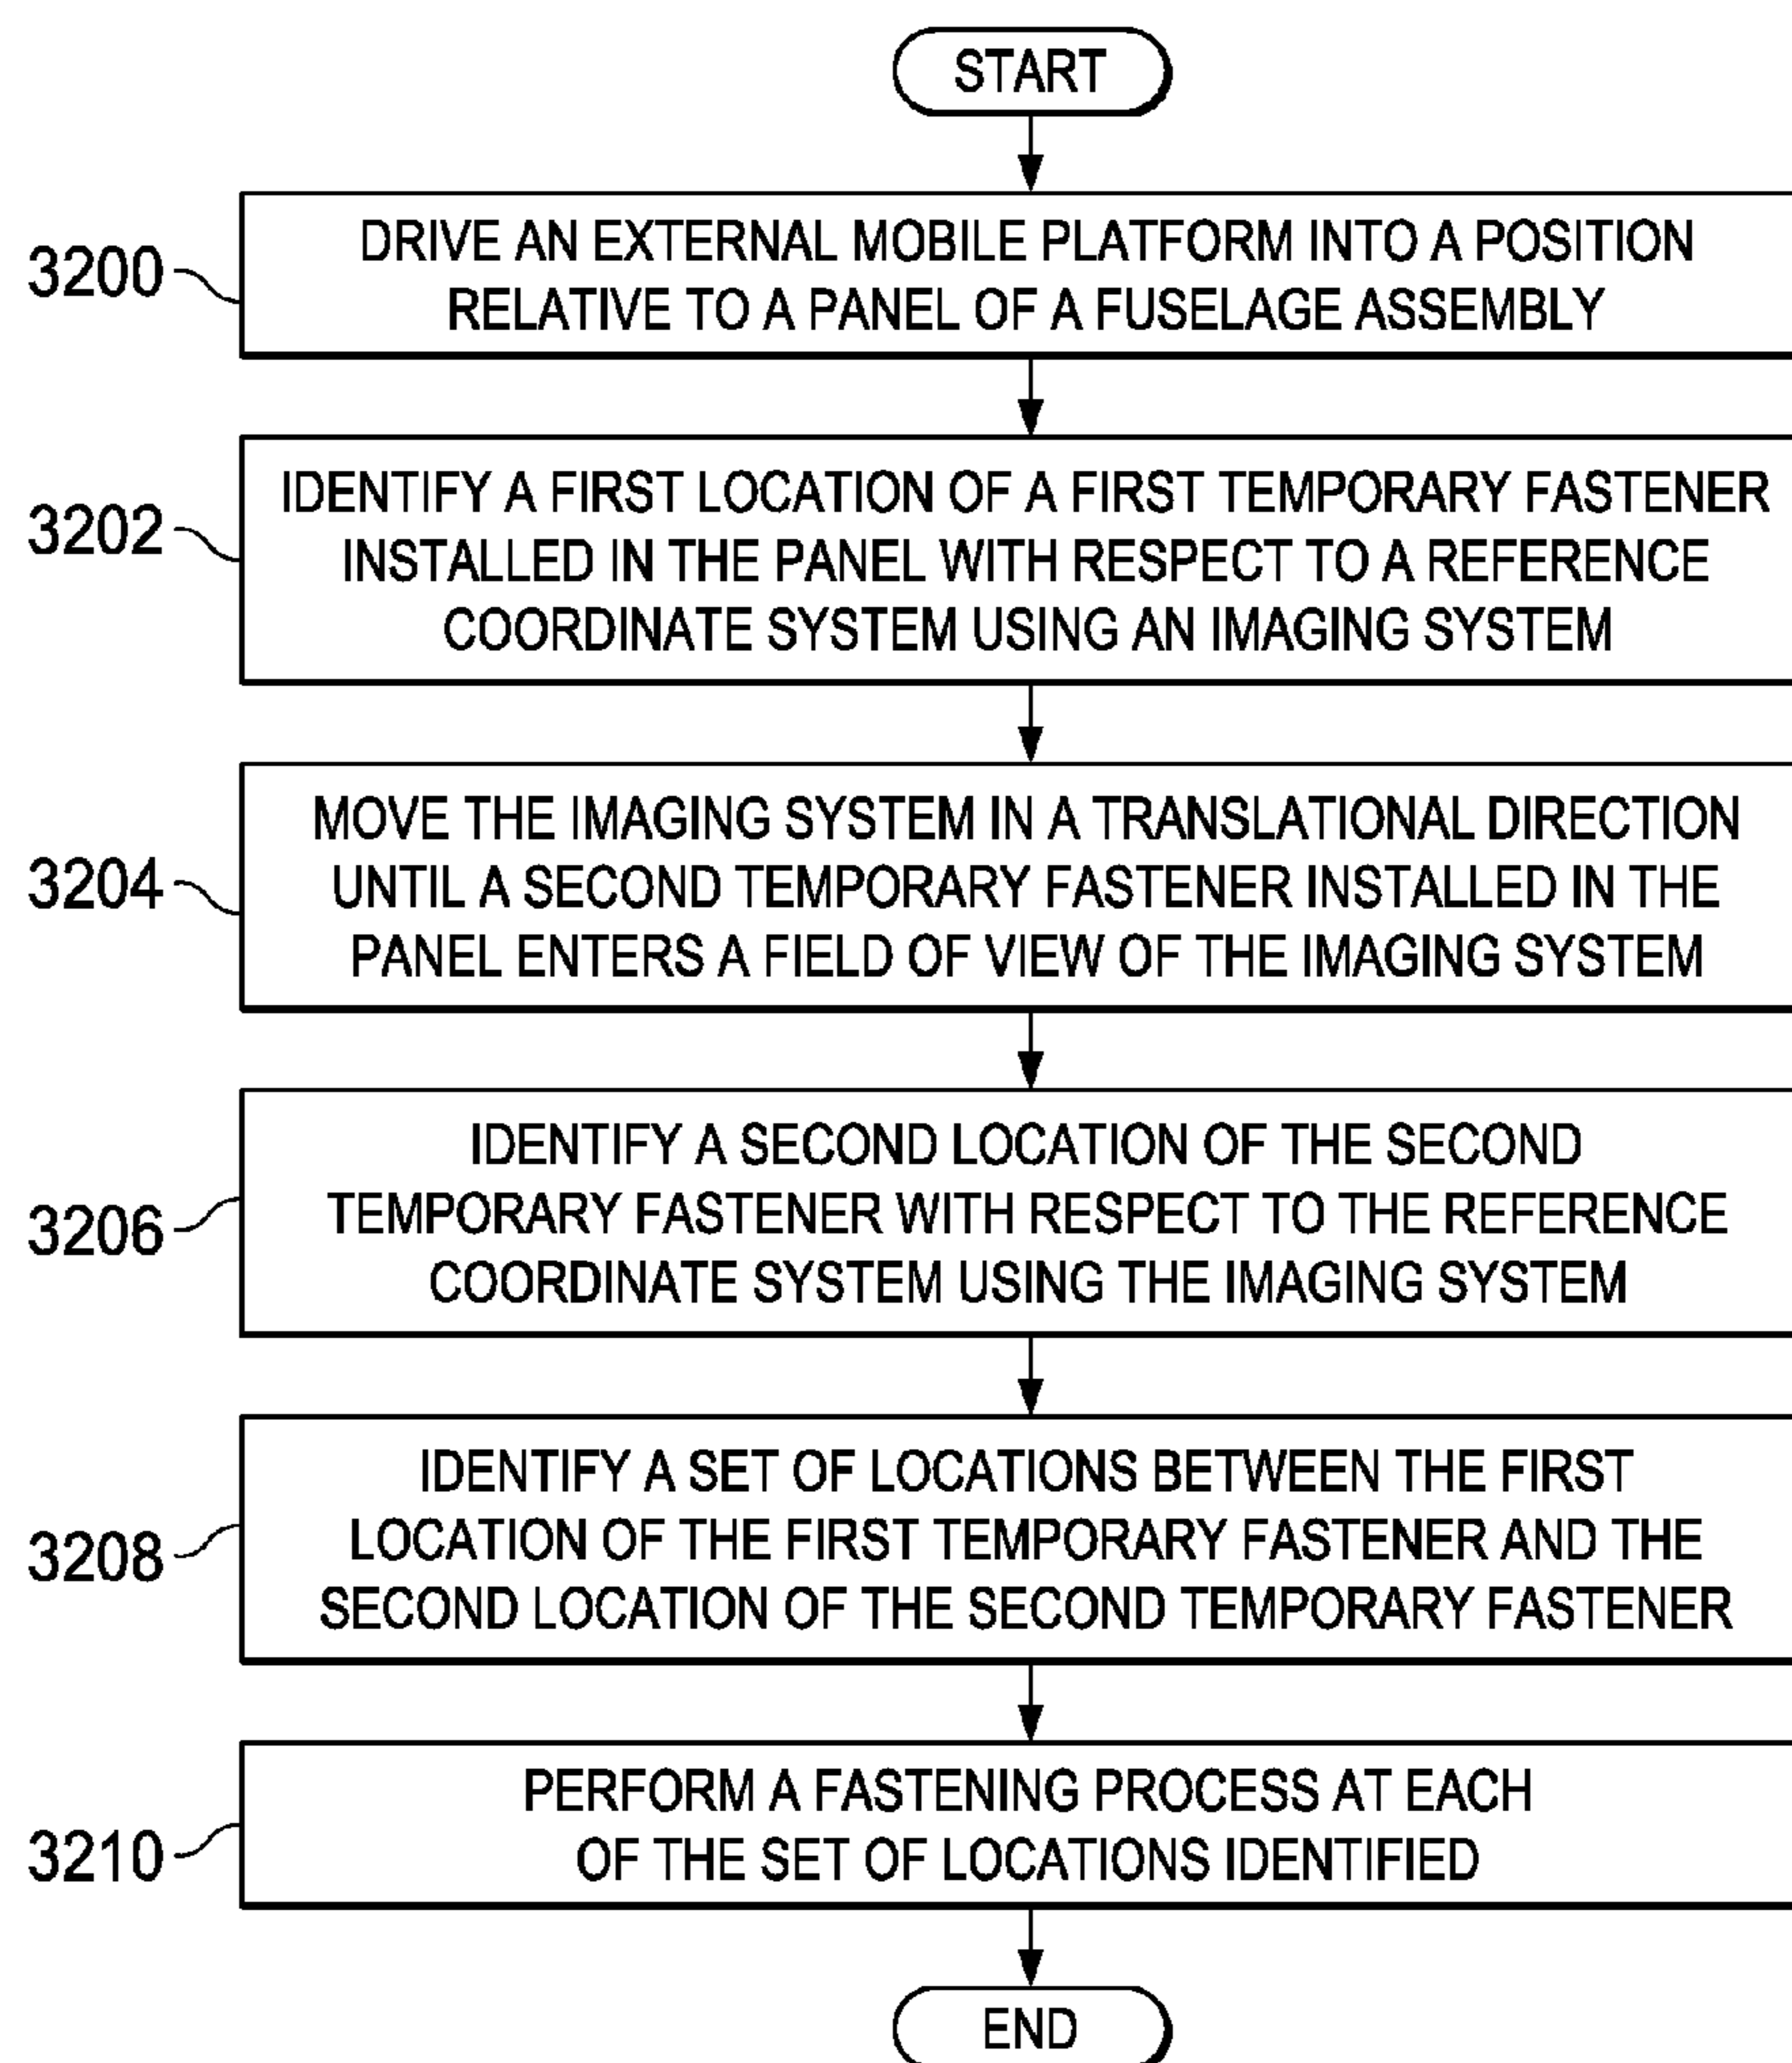 START
3200
DRIVE AN EXTERNAL MOBILE PLATFORM INTO A POSITION
RELATIVE TO A PANEL OF A FUSELAGE ASSEMBLY
3202
IDENTIFY A FIRST LOCATION OF A FIRST TEMPORARY FASTENER
INSTALLED IN THE PANEL WITH RESPECT TO A REFERENCE
COORDINATE SYSTEM USING AN IMAGING SYSTEM
3204
MOVE THE IMAGING SYSTEM IN A TRANSLATIONAL DIRECTION
UNTIL A SECOND TEMPORARY FASTENER INSTALLED IN THE
PANEL ENTERS A FIELD OF VIEW OF THE IMAGING SYSTEM
3206
IDENTIFY A SECOND LOCATION OF THE SECOND
TEMPORARY FASTENER WITH RESPECT TO THE REFERENCE
COORDINATE SYSTEM USING THE IMAGING SYSTEM
3208
IDENTIFY A SET OF LOCATIONS BETWEEN THE FIRST
LOCATION OF THE FIRST TEMPORARY FASTENER AND THE
SECOND LOCATION OF THE SECOND TEMPORARY FASTENER
3210
PERFORM A FASTENING PROCESS AT EACH
OF THE SET OF LOCATIONS IDENTIFIED
END